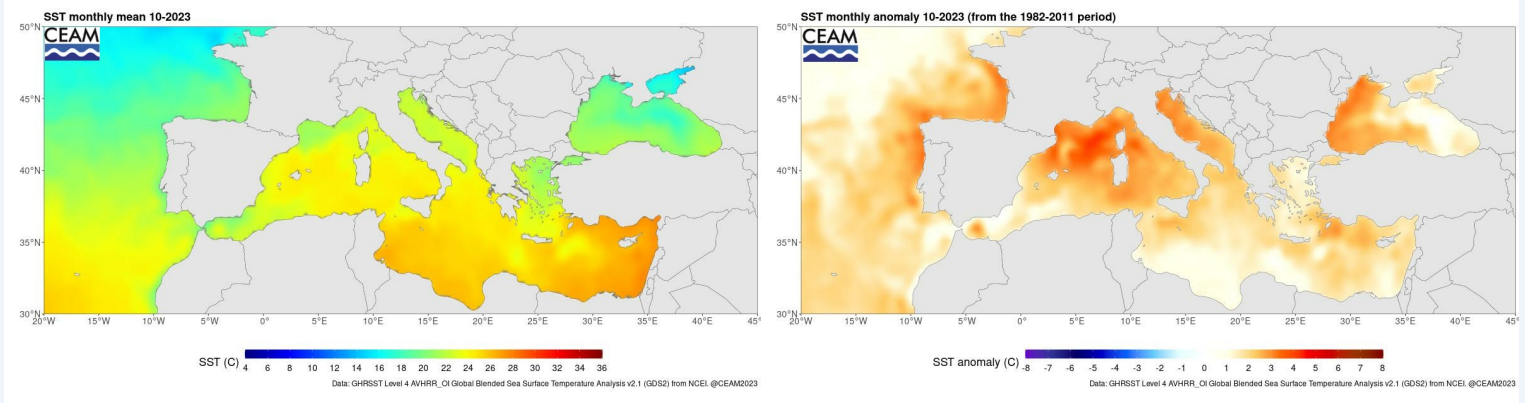 SST monthly mean 10-2023
CEAM
50°N
45°N
40°N
35°N
30°N
20°W 15°W 10°W 5°W 0° 5°E 10°E 15°E 20°E 25°E 30°E 35°E 40°E 45°
SST (C) 4 6 8 10 12 14 16 18 20 22 24 26 28 30 32 34 36
Data: GHRSST Level 4 AVHRR_OI Global Blended Sea Surface Temperature Analysis v2.1 (GDS2) from NCEI. @CEAM2023
SST monthly anomaly 10-2023 (from the 1982-2011 period)
CEAM
50°N
45°N
40°N
35°N
30°N
20°W 15°W 10°W 5°W 0° 5°E 10°E 15°E 20°E 25°E 30°E 35°E 40°E 45°
SST anomaly (C) -8 -7 -6 -5 -4 -3 -2 -1 0 1 2 3 4 5 6 7 8
Data: GHRSST Level 4 AVHRR_OI Global Blended Sea Surface Temperature Analysis v2.1 (GDS2) from NCEI. @CEAM2023